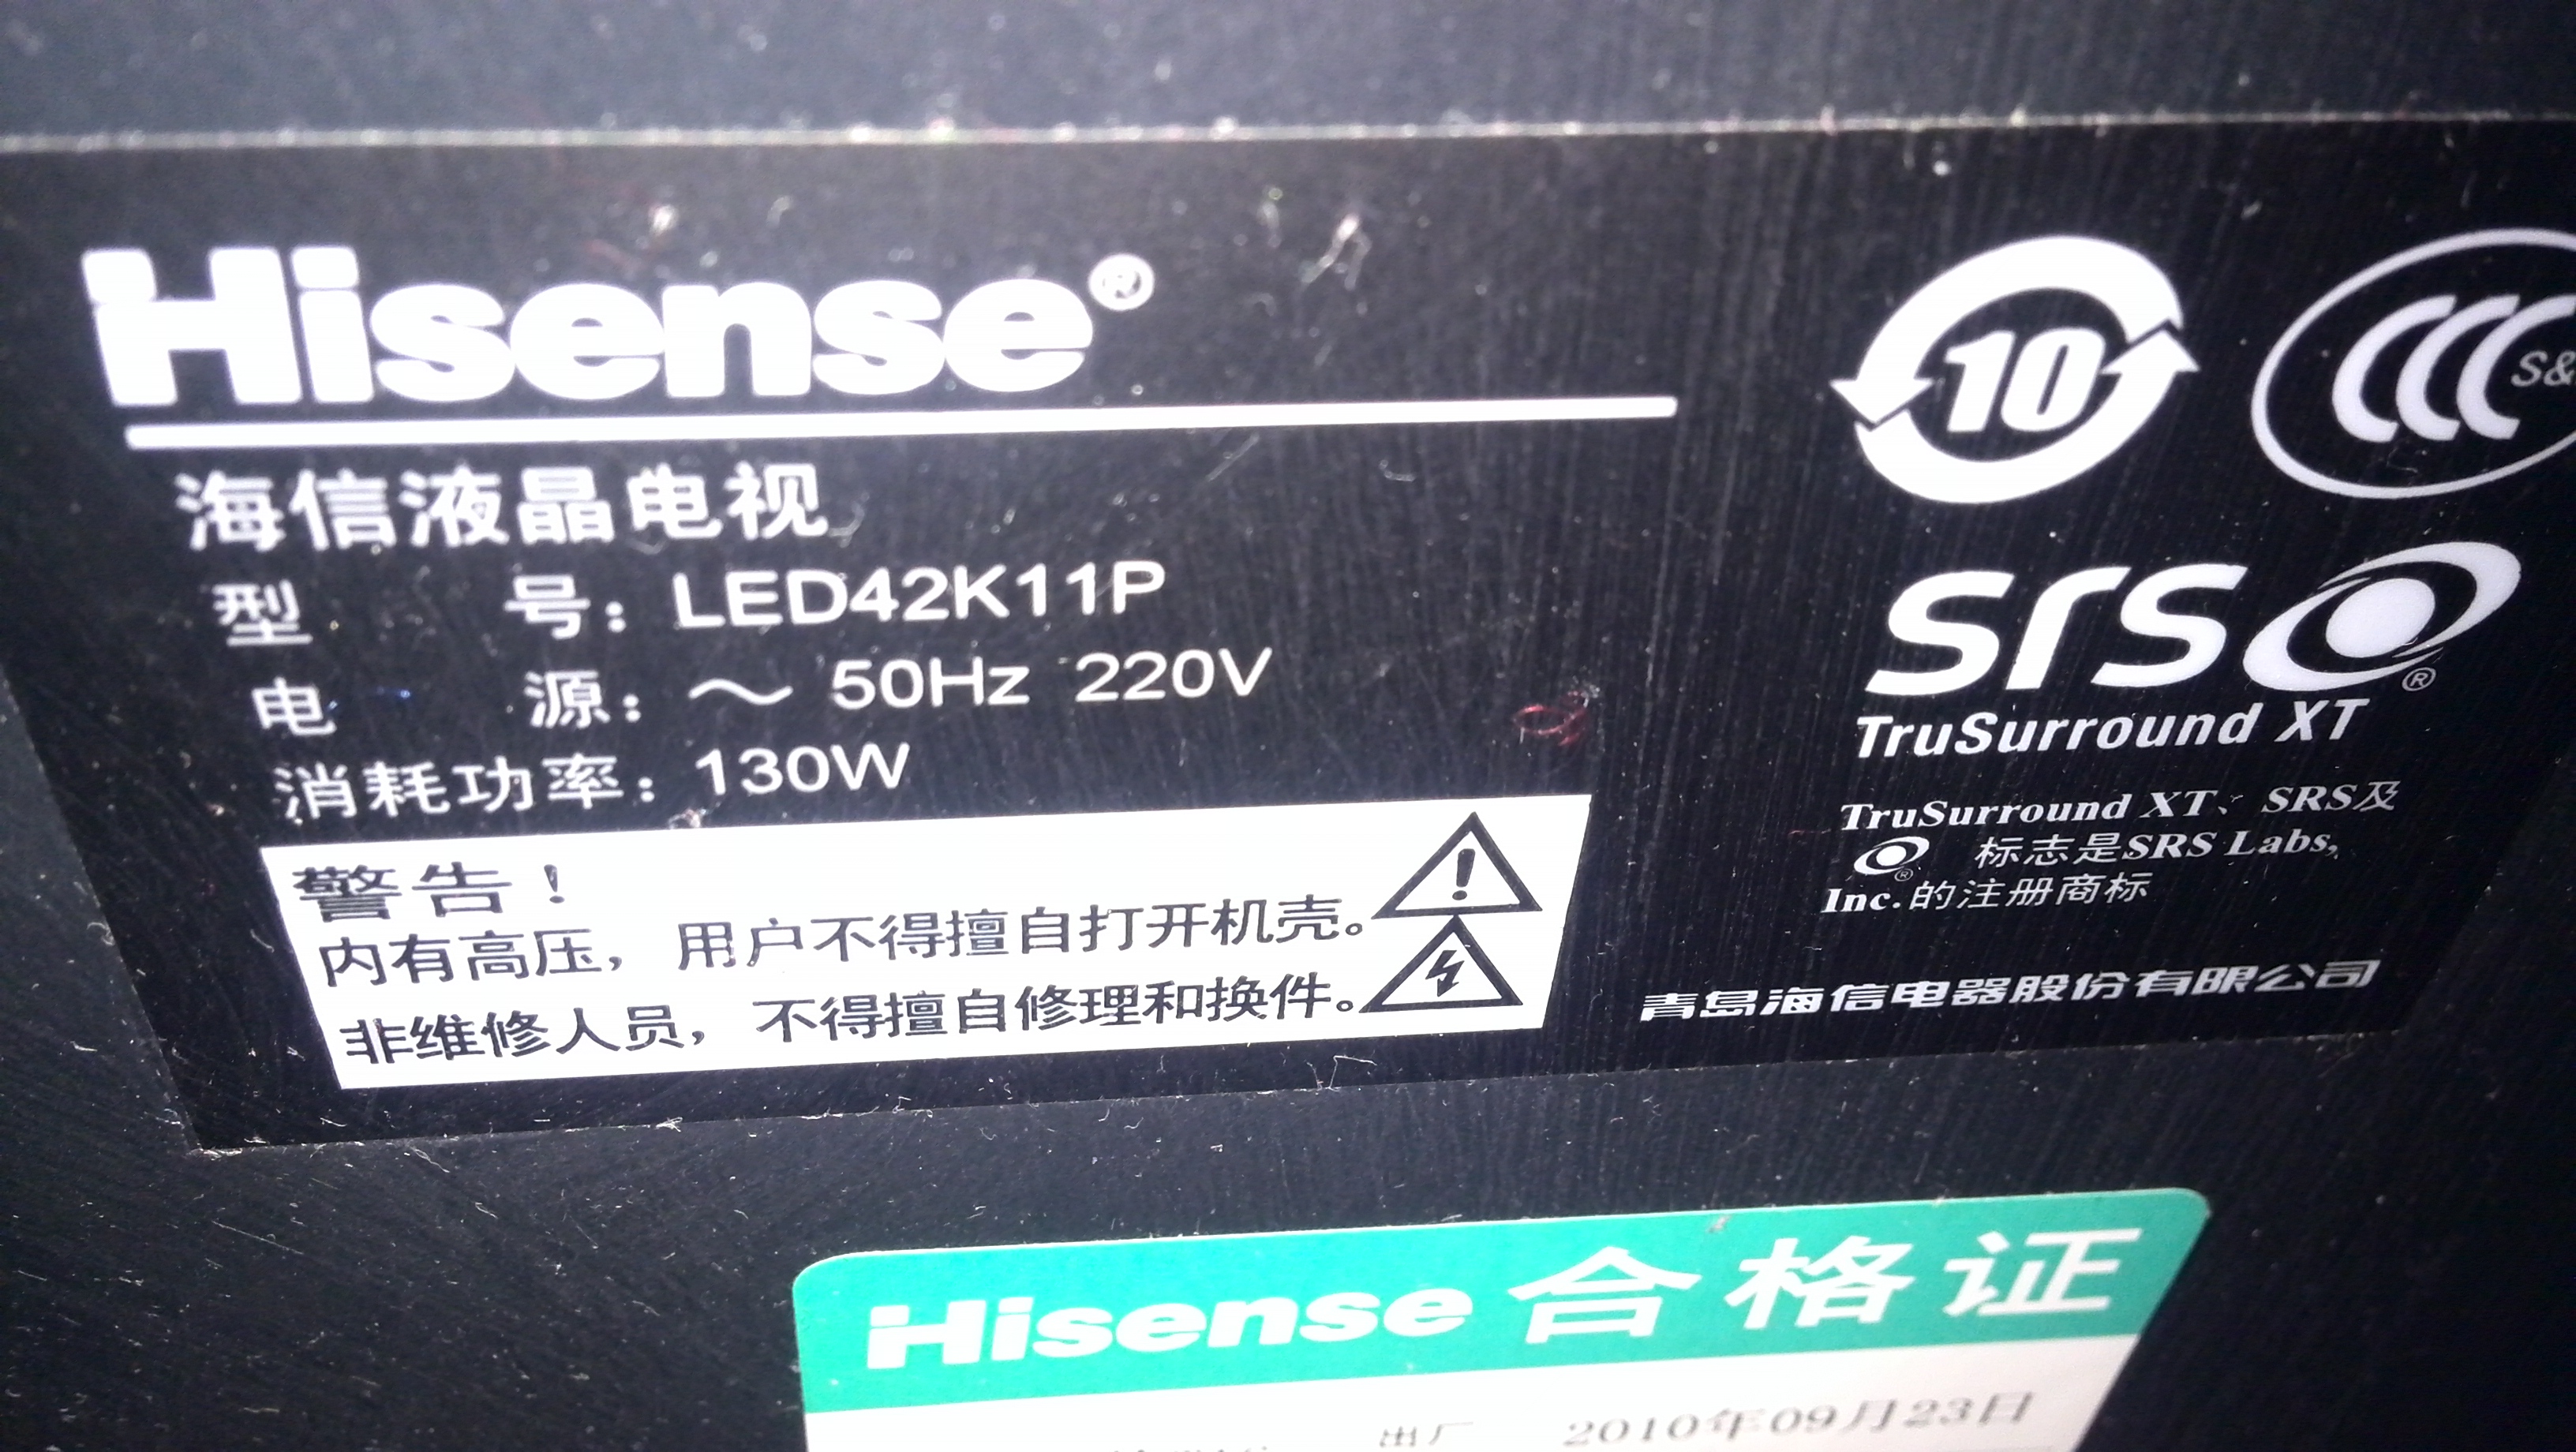 Hisense®
海信液晶电视
型 号: LED42K11P
电 源: ～ 50Hz 220V
消耗功率: 130W
警告！
内有高压，用户不得擅自打开机壳。
非维修人员，不得擅自修理和换件。
10
CCC S&
SRS®
TruSurround XT
TruSurround XT、SRS及
® 标志是SRS Labs,
Inc.的注册商标
青岛海信电器股份有限公司
Hisense 合格证
出厂 2010年09月23日